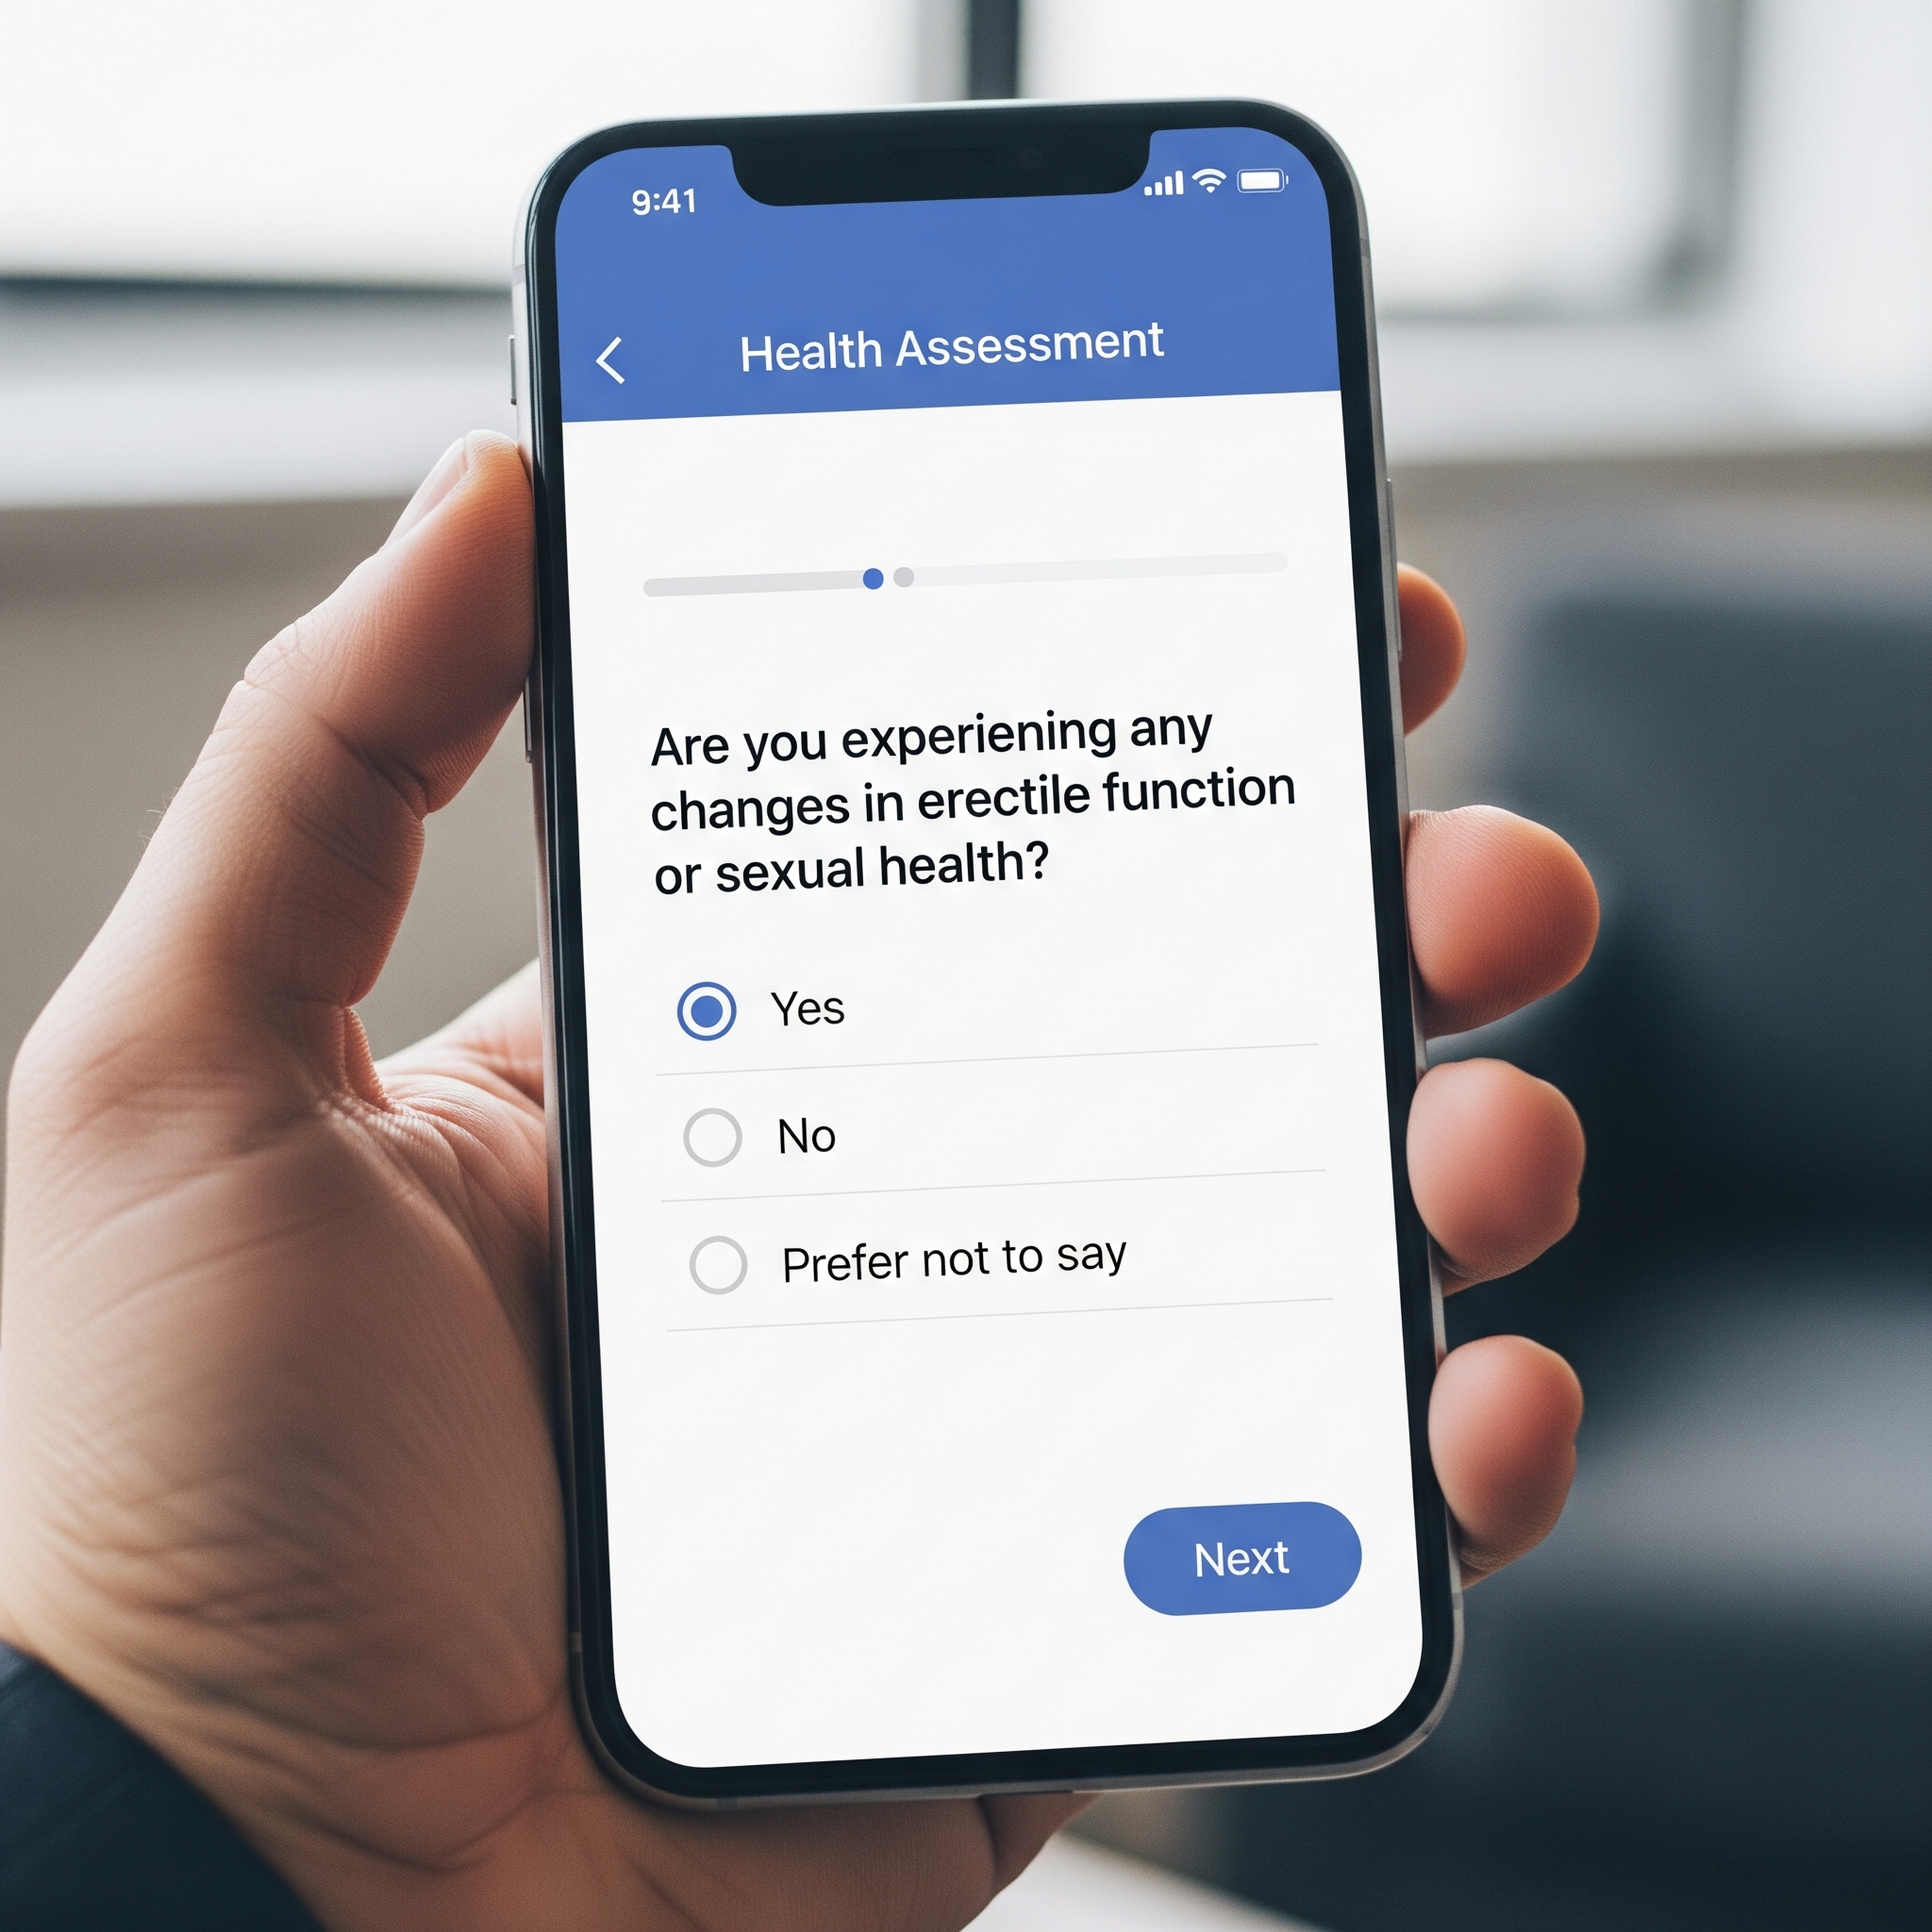 9:41
Health Assessment
Are you experiening any
changes in erectile function
or sexual health?
Yes
No
Prefer not to say
Next